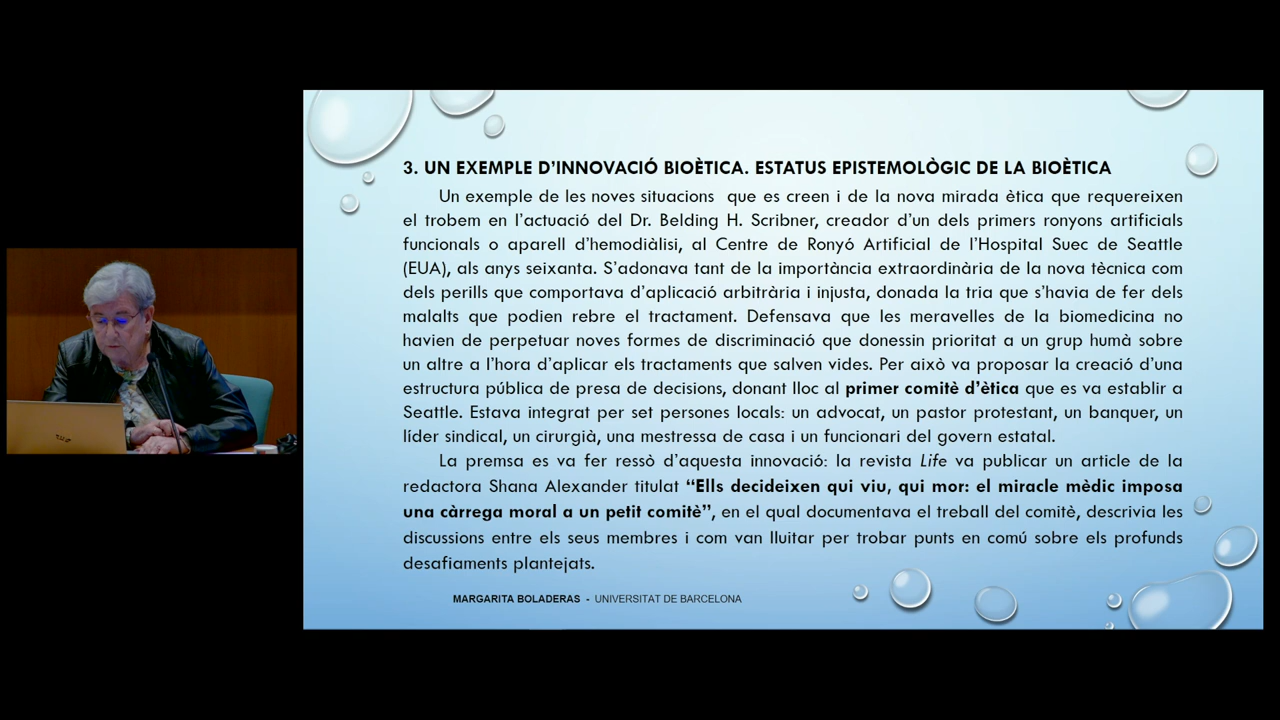 3. UN EXEMPLE D'INNOVACIÓ BIOÈTICA. ESTATUS EPISTEMOLÒGIC DE LA BIOÈTICA
Un exemple de les noves situacions que es creen i de la nova mirada ètica que requereixen
el trobem en l'actuació del Dr. Belding H. Scribner, creador d'un dels primers ronyons artificials
funcionals o aparell d'hemodiàlisi, al Centre de Ronyó Artificial de l'Hospital Suec de Seattle
(EUA), als anys seixanta. S'adonava tant de la importància extraordinària de la nova tècnica com
dels perills que comportava d'aplicació arbitrària i injusta, donada la tria que s'havia de fer dels
malalts que podien rebre el tractament. Defensava que les meravelles de la biomedicina no
havien de perpetuar noves formes de discriminació que donessin prioritat a un grup humà sobre
un altre a l'hora d'aplicar els tractaments que salven vides. Per això va proposar la creació d'una
estructura pública de presa de decisions, donant lloc al primer comitè d'ètica que es va establir a
Seattle. Estava integrat per set persones locals: un advocat, un pastor protestant, un banquer, un
líder sindical, un cirurgià, una mestressa de casa i un funcionari del govern estatal.
La premsa es va fer ressò d'aquesta innovació: la revista Life va publicar un article de la
redactora Shana Alexander titulat “Ells decideixen qui viu, qui mor: el miracle mèdic imposa
una càrrega moral a un petit comitè”, en el qual documentava el treball del comitè, descrivia les
discussions entre els seus membres i com van lluitar per trobar punts en comú sobre els profunds
desafiaments plantejats.
MARGARITA BOLADERAS - UNIVERSITAT DE BARCELONA